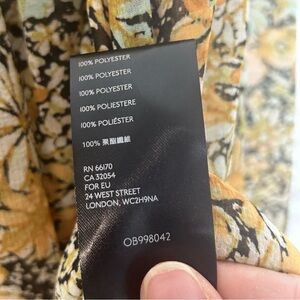 100% POLYESTER
100% POLYESTER
100% POLYESTER
100% POLIESTERE
100% POLIÉSTER
100% 聚酯纖維
RN 66170
CA 32054
FOR EU
24 WEST STREET
LONDON, WC2H9NA
OB998042